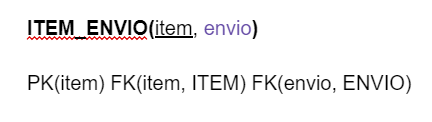 ITEM_ENVIO(item, envio)
PK(item) FK(item, ITEM) FK(envio, ENVIO)